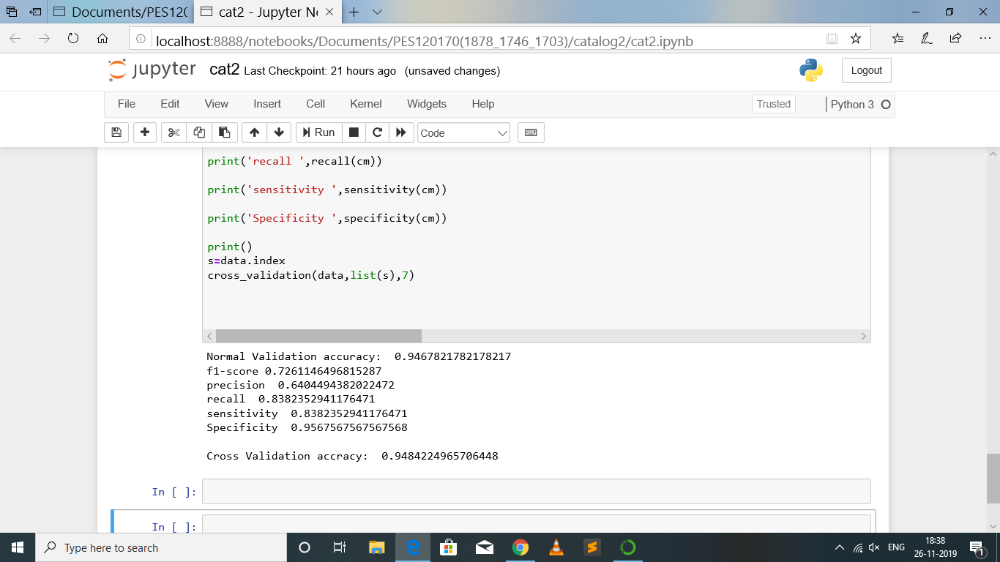 Documents/PES120
cat2 - Jupyter No
localhost:8888/notebooks/Documents/PES120170(1878_1746_1703)/catalog2/cat2.ipynb
jupyter cat2 Last Checkpoint: 21 hours ago (unsaved changes)
Logout
File Edit View Insert Cell Kernel Widgets Help
Trusted
Python 3
Run
Code
print('recall ',recall(cm))
print('sensitivity ',sensitivity(cm))
print('Specificity ',specificity(cm))
print()
s=data.index
cross_validation(data,list(s),7)
Normal Validation accuracy:  0.9467821782178217
f1-score 0.7261146496815287
precision  0.6404494382022472
recall  0.8382352941176471
sensitivity  0.8382352941176471
Specificity  0.9567567567567568
Cross Validation accracy:  0.9484224965706448
In [ ]:
In [ ]:
Type here to search
ENG
18:38
26-11-2019
1